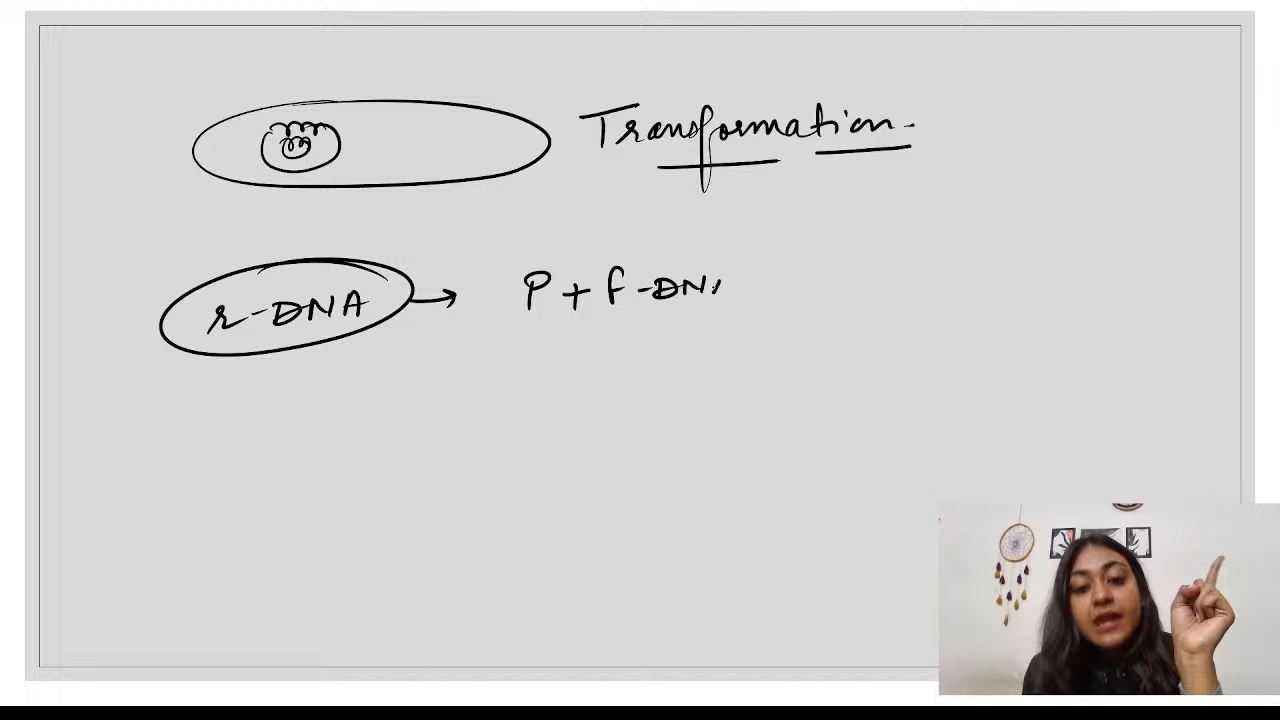 Transformation.
r-DNA → P + f-DN